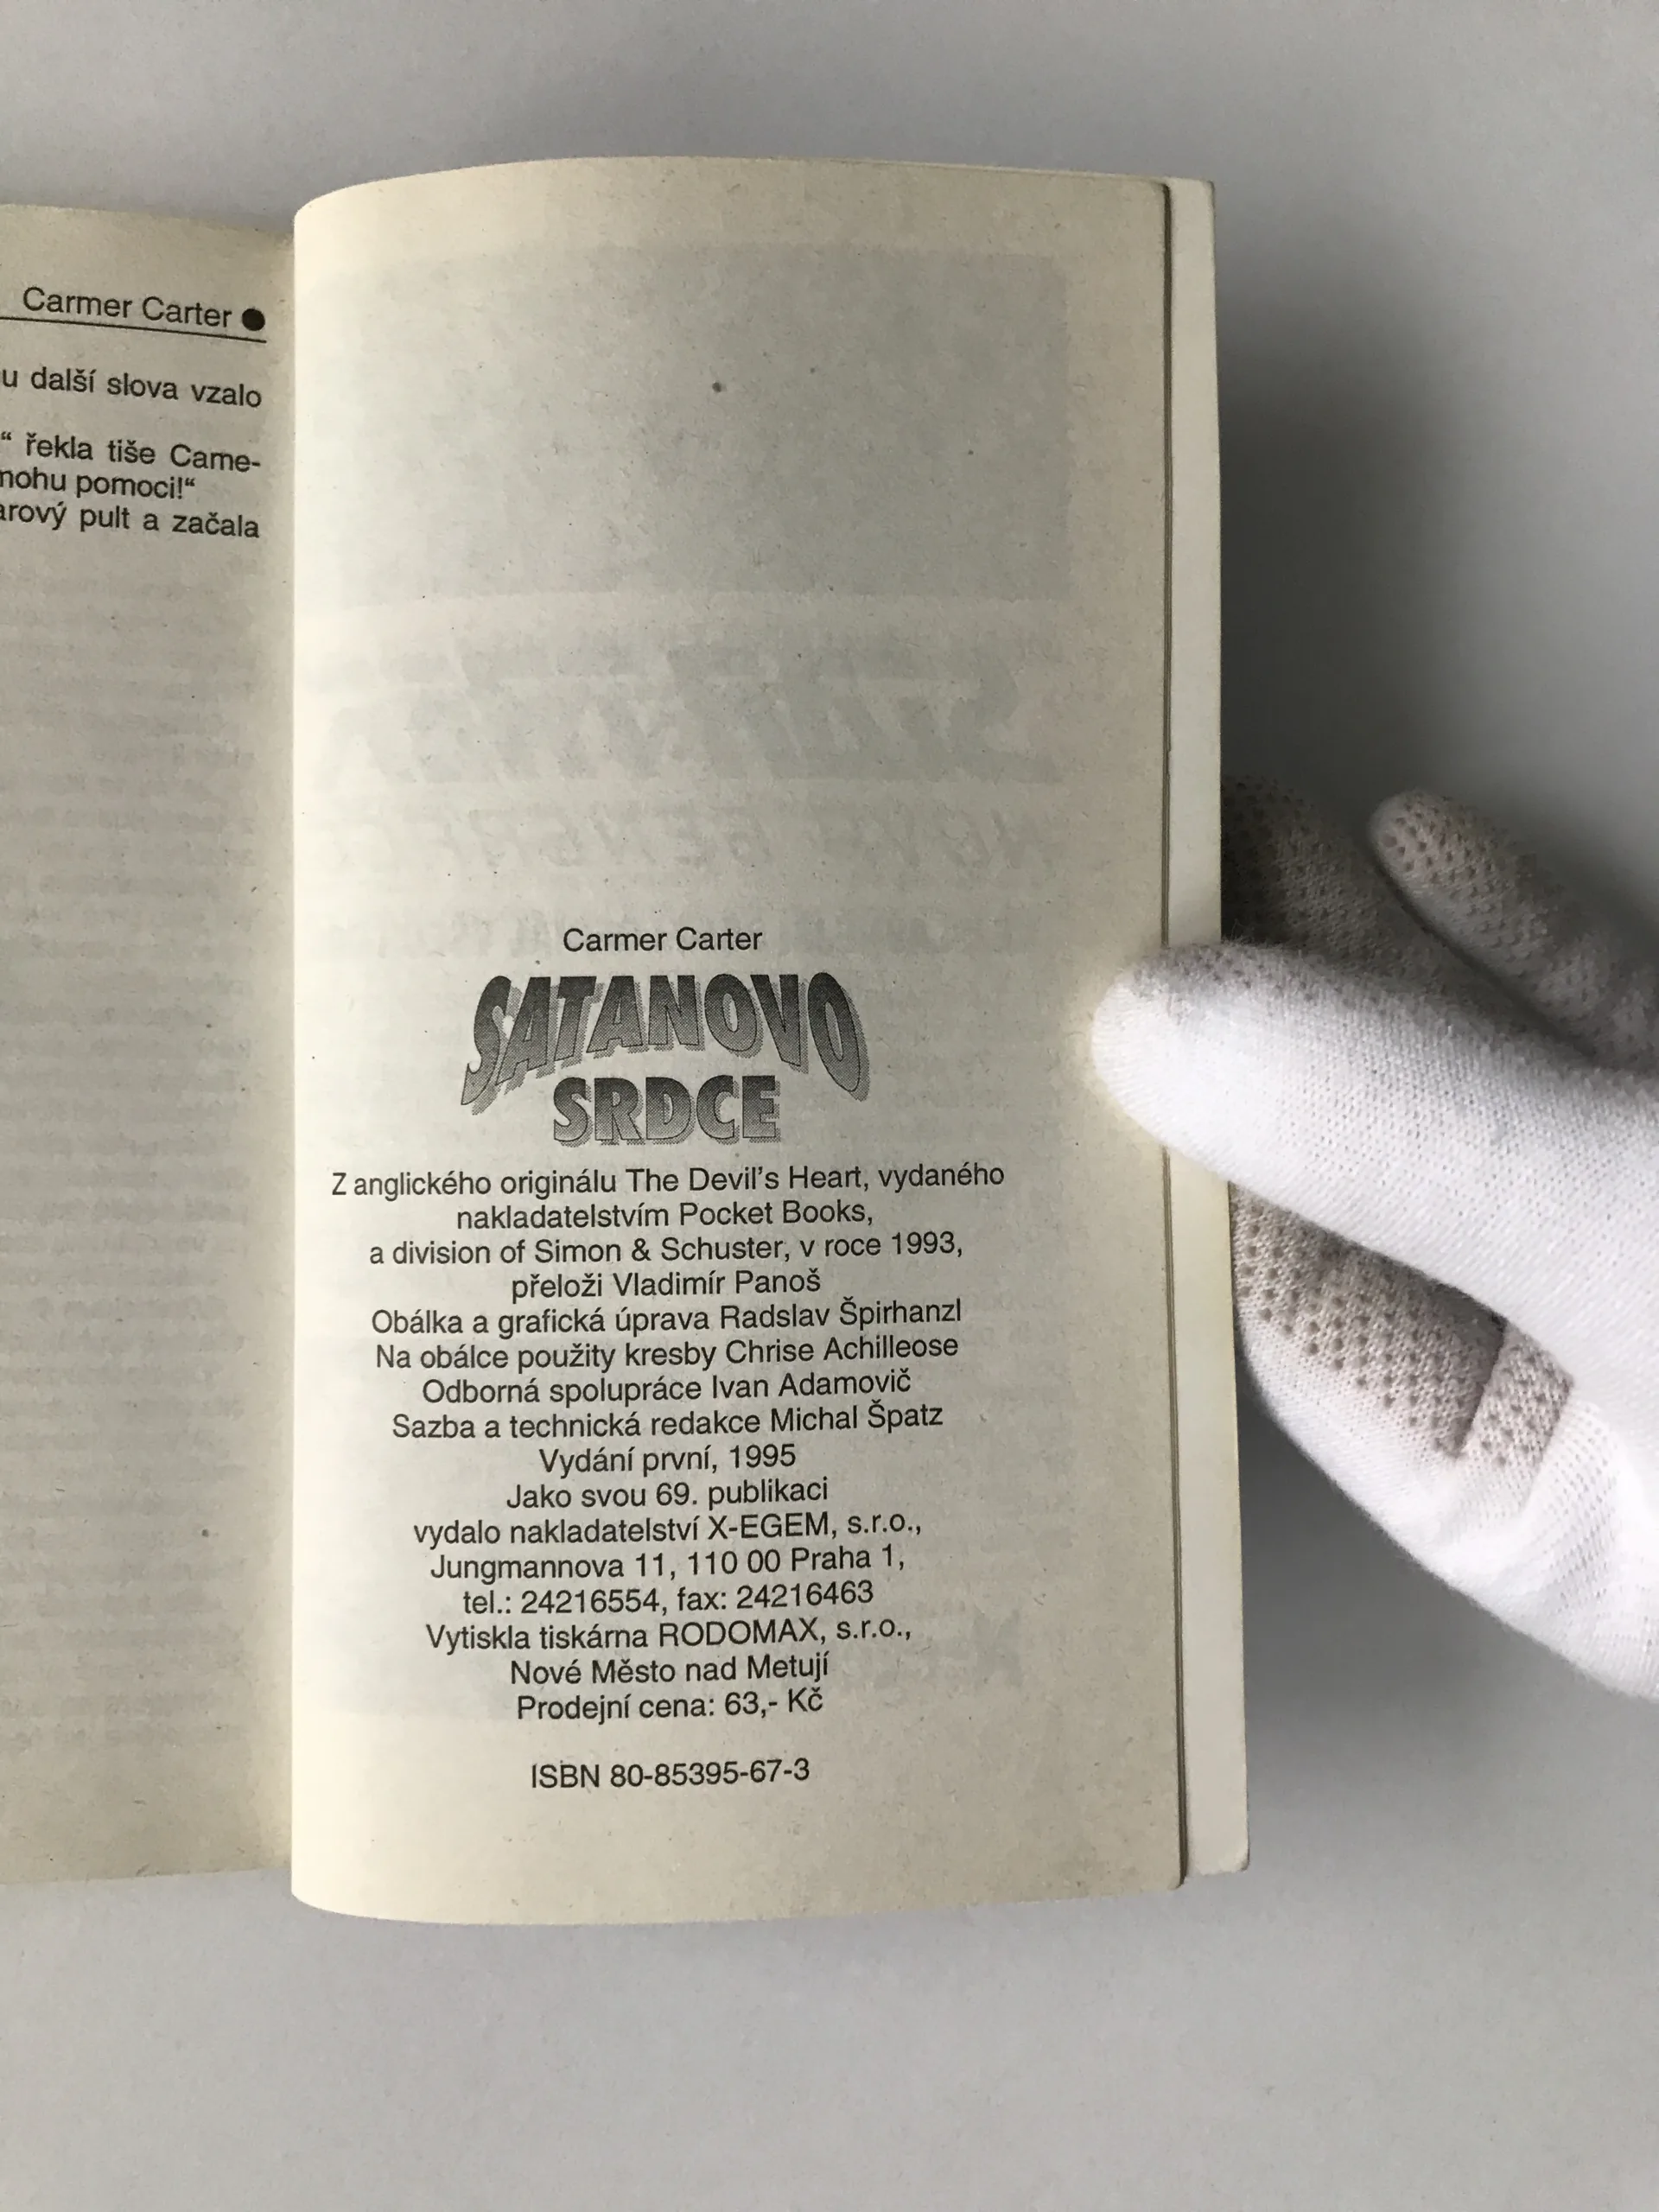 Carmer Carter
u další slova vzalo
“ řekla tiše Came-
mohu pomoci!“
arový pult a začala
Carmer Carter
SATANOVO
SRDCE
Z anglického originálu The Devil's Heart, vydaného
nakladatelstvím Pocket Books,
a division of Simon & Schuster, v roce 1993,
přeloži Vladimír Panoš
Obálka a grafická úprava Radslav Špirhanzl
Na obálce použity kresby Chrise Achilleose
Odborná spolupráce Ivan Adamovič
Sazba a technická redakce Michal Špatz
Vydání první, 1995
Jako svou 69. publikaci
vydalo nakladatelství X-EGEM, s.r.o.,
Jungmannova 11, 110 00 Praha 1,
tel.: 24216554, fax: 24216463
Vytiskla tiskárna RODOMAX, s.r.o.,
Nové Město nad Metují
Prodejní cena: 63,- Kč
ISBN 80-85395-67-3